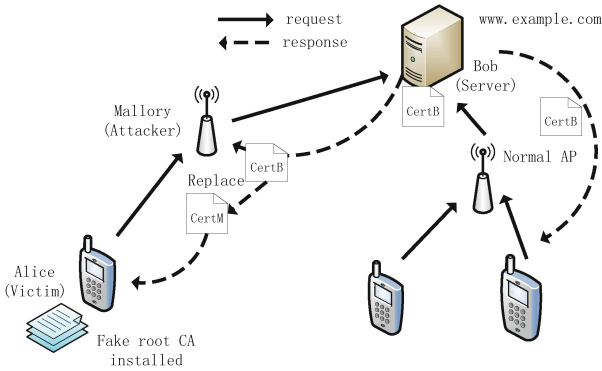 request
response
www.example.com
Bob
(Server)
Mallory
(Attacker)
CertB
CertB
CertB
Normal AP
Replace
CertM
Alice
(Victim)
Fake root CA
installed